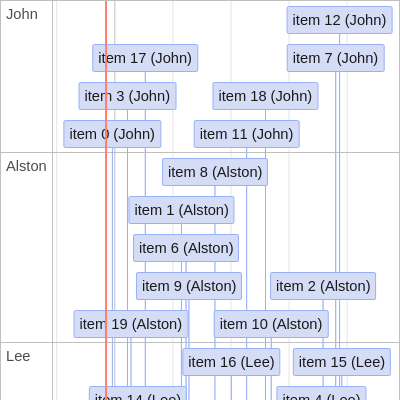 John
item 12 (John)
item 17 (John)
item 7 (John)
item 3 (John)
item 18 (John)
item 0 (John)
item 11 (John)
Alston
item 8 (Alston)
item 1 (Alston)
item 6 (Alston)
item 9 (Alston)
item 2 (Alston)
item 19 (Alston)
item 10 (Alston)
Lee
item 16 (Lee)
item 15 (Lee)
item 14 (Lee)
item 4 (Lee)